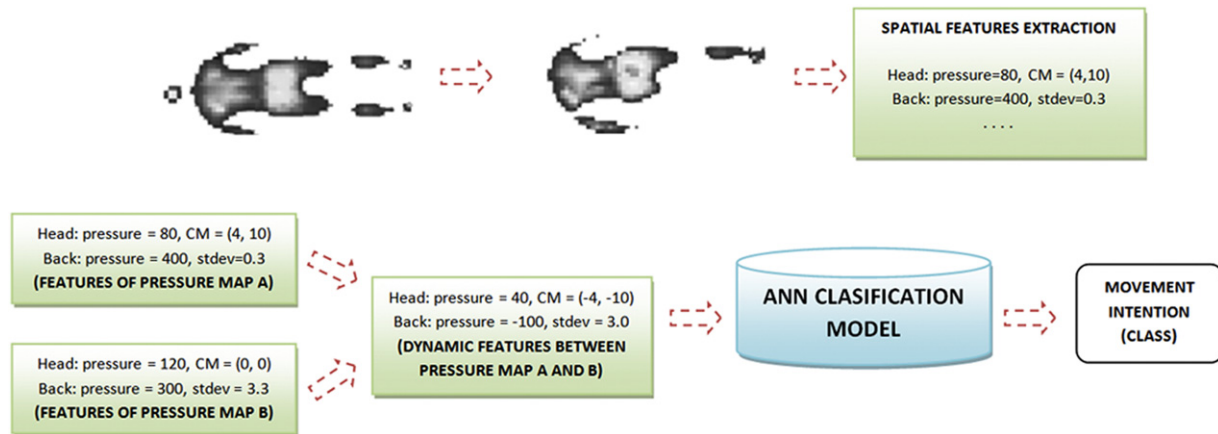 SPATIAL FEATURES EXTRACTION
Head: pressure=80, CM = (4,10)
Back: pressure=400, stdev=0.3
. . . .
Head: pressure = 80, CM = (4, 10)
Back: pressure = 400, stdev=0.3
(FEATURES OF PRESSURE MAP A)
Head: pressure = 120, CM = (0, 0)
Back: pressure = 300, stdev = 3.3
(FEATURES OF PRESSURE MAP B)
Head: pressure = 40, CM = (-4, -10)
Back: pressure = -100, stdev = 3.0
(DYNAMIC FEATURES BETWEEN
PRESSURE MAP A AND B)
ANN CLASIFICATION
MODEL
MOVEMENT
INTENTION
(CLASS)